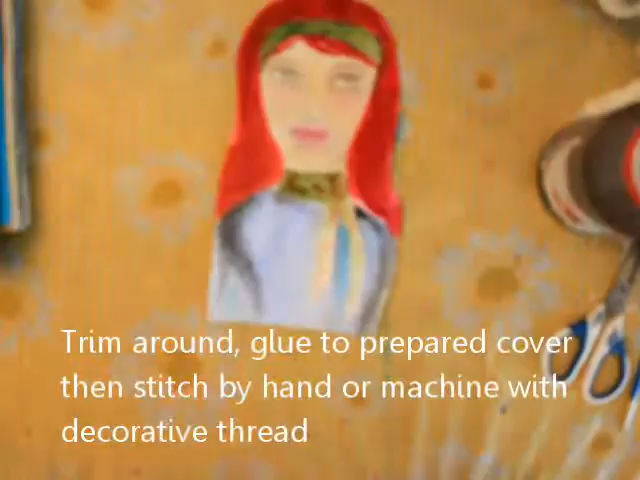 Trim around, glue to prepared cover
then stitch by hand or machine with
decorative thread